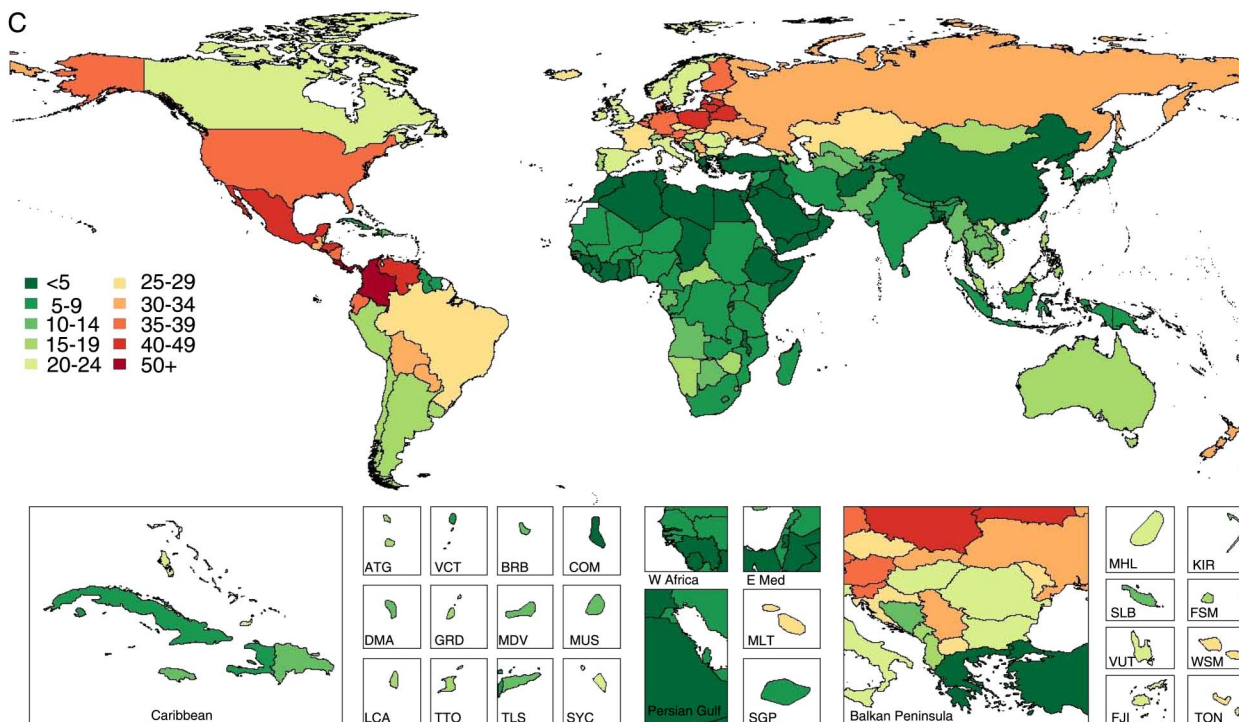 C
<5
5-9
10-14
15-19
20-24
25-29
30-34
35-39
40-49
50+
Caribbean
ATG
VCT
BRB
COM
DMA
GRD
MDV
MUS
LCA
TTO
TLS
SYC
W Africa
E Med
Persian Gulf
MLT
SGP
Balkan Peninsula
MHL
KIR
SLB
FSM
VUT
WSM
FJI
TON